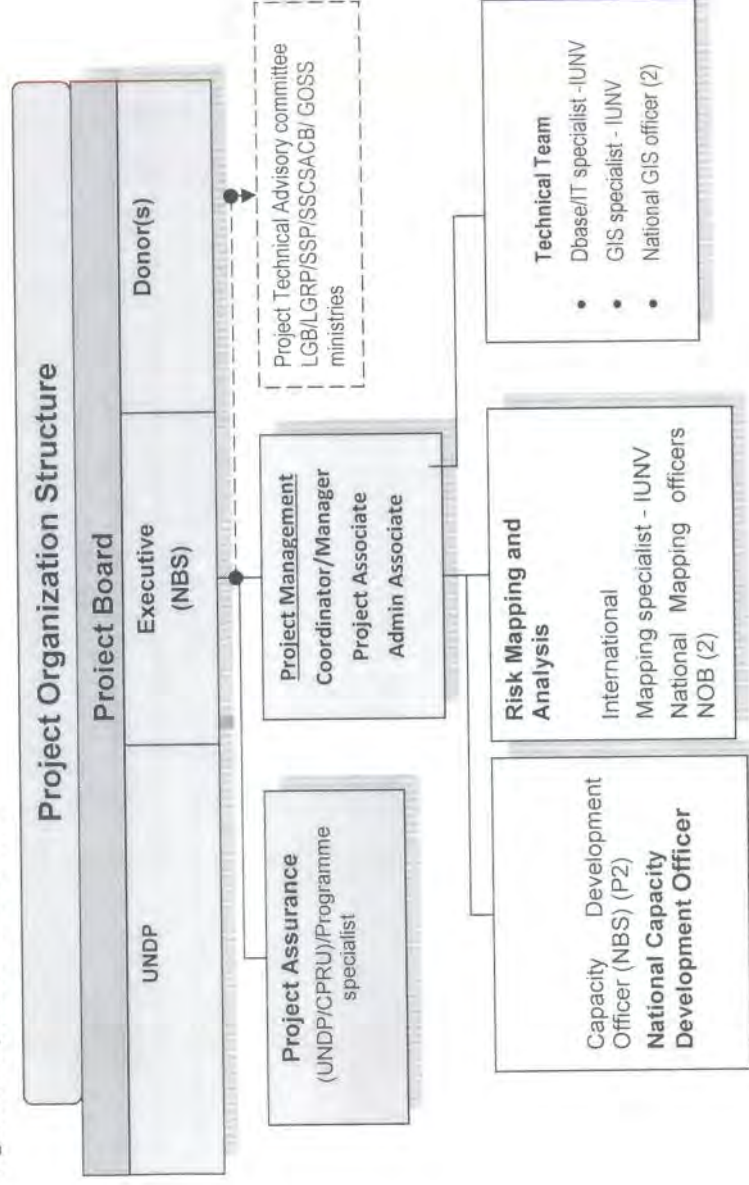 Project Organization Structure
Project Board
UNDP
Executive
(NBS)
Donor(s)
Project Technical Advisory committee
LGB/LGRP/SSP/SSCSACB/ GOSS
ministries
Project Assurance
(UNDP/CPRU)/Programme
specialist
Project Management
Coordinator/Manager
Project Associate
Admin Associate
Capacity Development
Officer (NBS) (P2)
National Capacity
Development Officer
Risk Mapping and
Analysis
International
Mapping specialist - IUNV
National Mapping officers
NOB (2)
Technical Team
• Dbase/IT specialist -IUNV
• GIS specialist - IUNV
• National GIS officer (2)